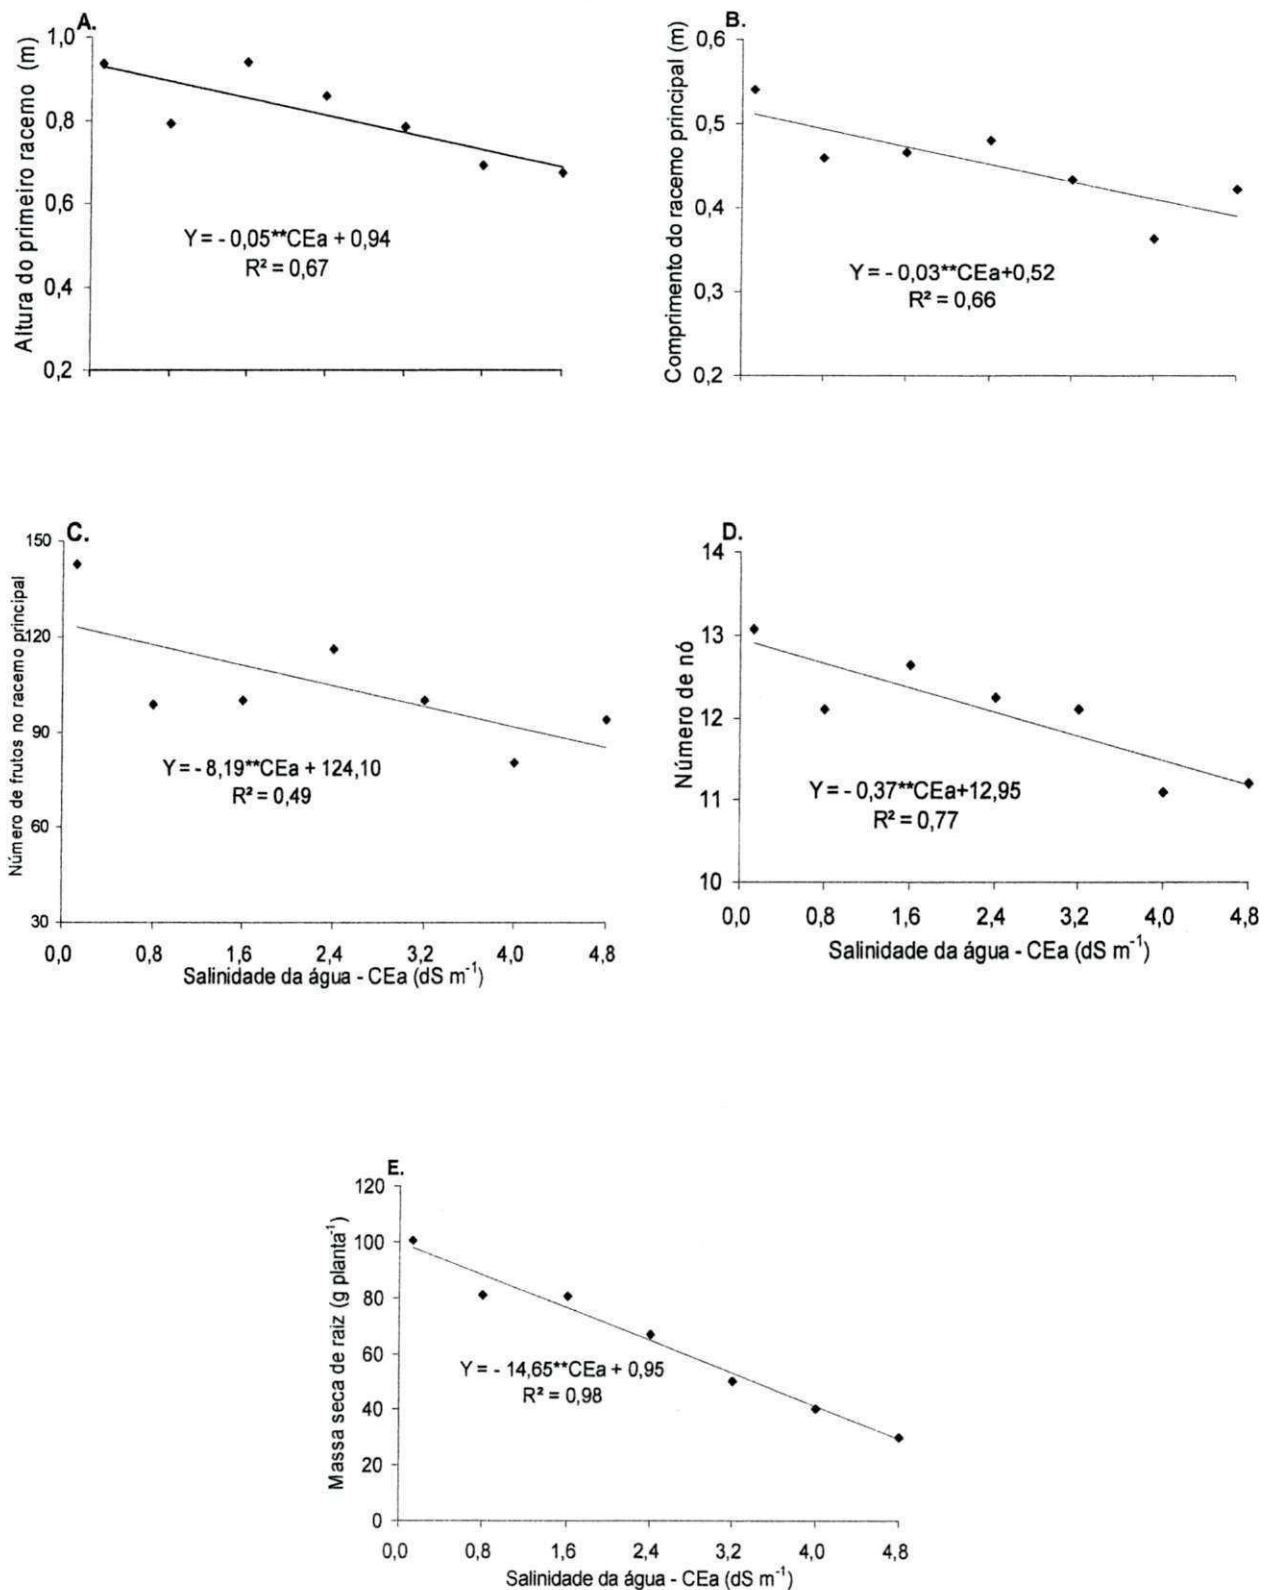 A.
Altura do primeiro racemo (m)
1,0
0,8
0,6
0,4
0,2
Y = - 0,05**CEa + 0,94
R² = 0,67
B.
Comprimento do racemo principal (m)
0,6
0,5
0,4
0,3
0,2
Y = - 0,03**CEa+0,52
R² = 0,66
C.
Número de frutos no racemo principal
150
120
90
60
30
Y = - 8,19**CEa + 124,10
R² = 0,49
0,0 0,8 1,6 2,4 3,2 4,0 4,8
Salinidade da água - CEa (dS m⁻¹)
D.
Número de nó
14
13
12
11
10
Y = - 0,37**CEa+12,95
R² = 0,77
0,0 0,8 1,6 2,4 3,2 4,0 4,8
Salinidade da água - CEa (dS m⁻¹)
E.
Massa seca de raiz (g planta⁻¹)
120
100
80
60
40
20
0
Y = - 14,65**CEa + 0,95
R² = 0,98
0,0 0,8 1,6 2,4 3,2 4,0 4,8
Salinidade da água - CEa (dS m⁻¹)